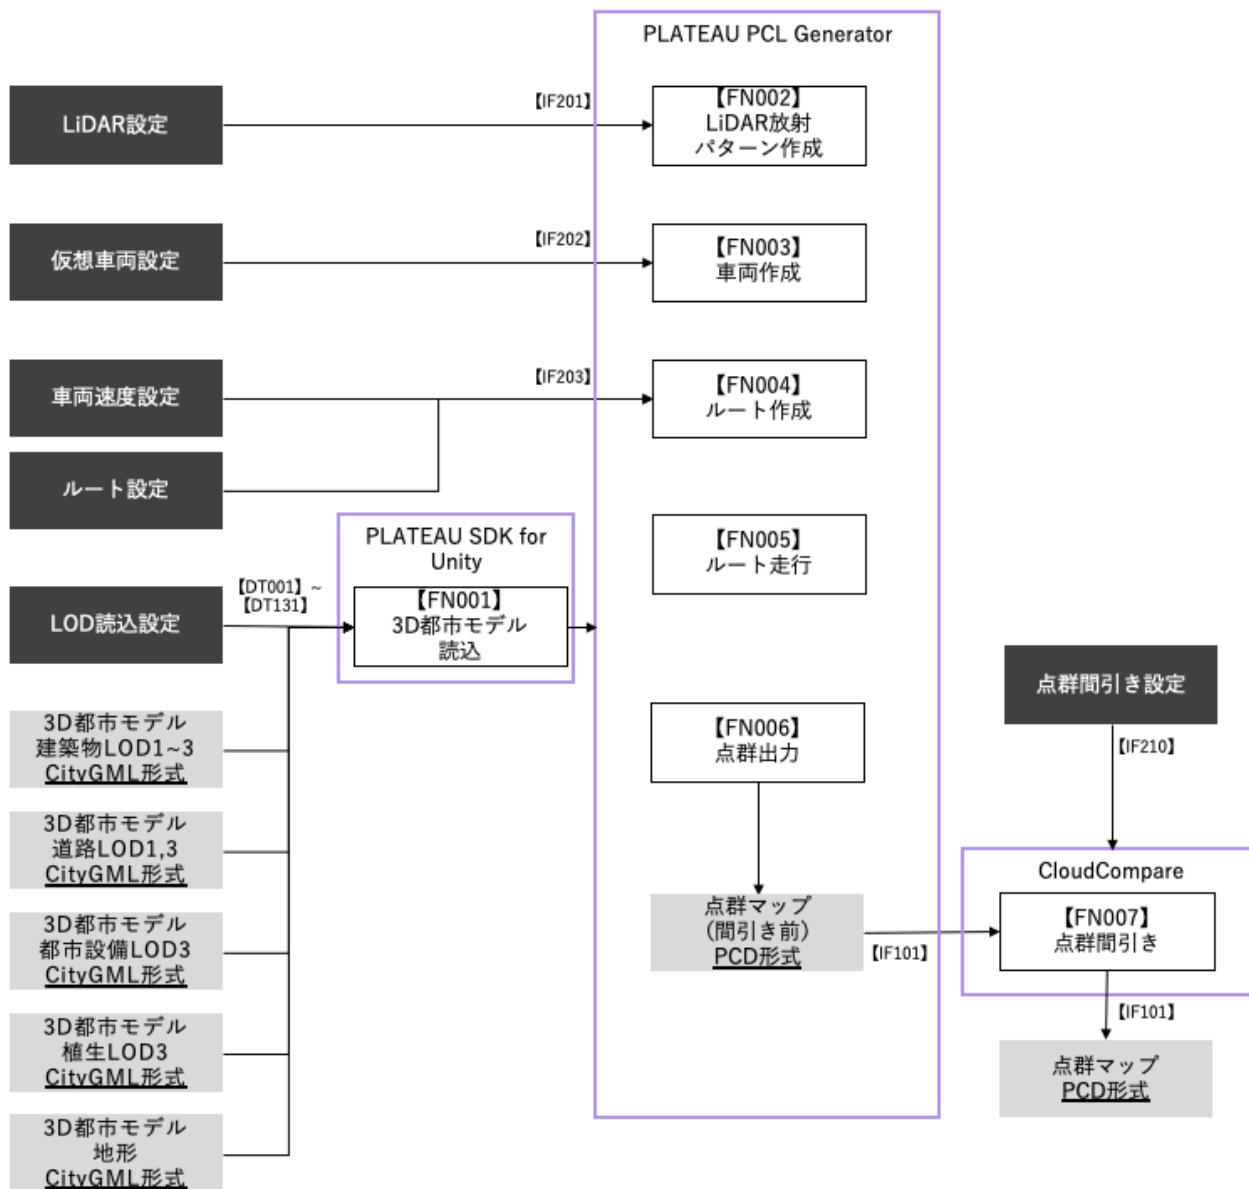 PLATEAU PCL Generator
LiDAR設定
【IF201】
【FN002】
LiDAR放射
パターン作成
仮想車両設定
【IF202】
【FN003】
車両作成
車両速度設定
【IF203】
【FN004】
ルート作成
ルート設定
PLATEAU SDK for
Unity
【FN005】
ルート走行
LOD読込設定
【DT001】~
【DT131】
【FN001】
3D都市モデル
読込
3D都市モデル
建築物LOD1~3
CityGML形式
【FN006】
点群出力
点群間引き設定
【IF210】
3D都市モデル
道路LOD1,3
CityGML形式
3D都市モデル
都市設備LOD3
CityGML形式
点群マップ
(間引き前)
PCD形式
【IF101】
CloudCompare
【FN007】
点群間引き
【IF101】
3D都市モデル
植生LOD3
CityGML形式
点群マップ
PCD形式
3D都市モデル
地形
CityGML形式